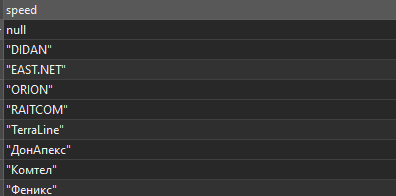 speed
null
"DIDAN"
"EAST.NET"
"ORION"
"RAITCOM"
"TerraLine"
"ДонАпекс"
"Комтел"
"Феникс"